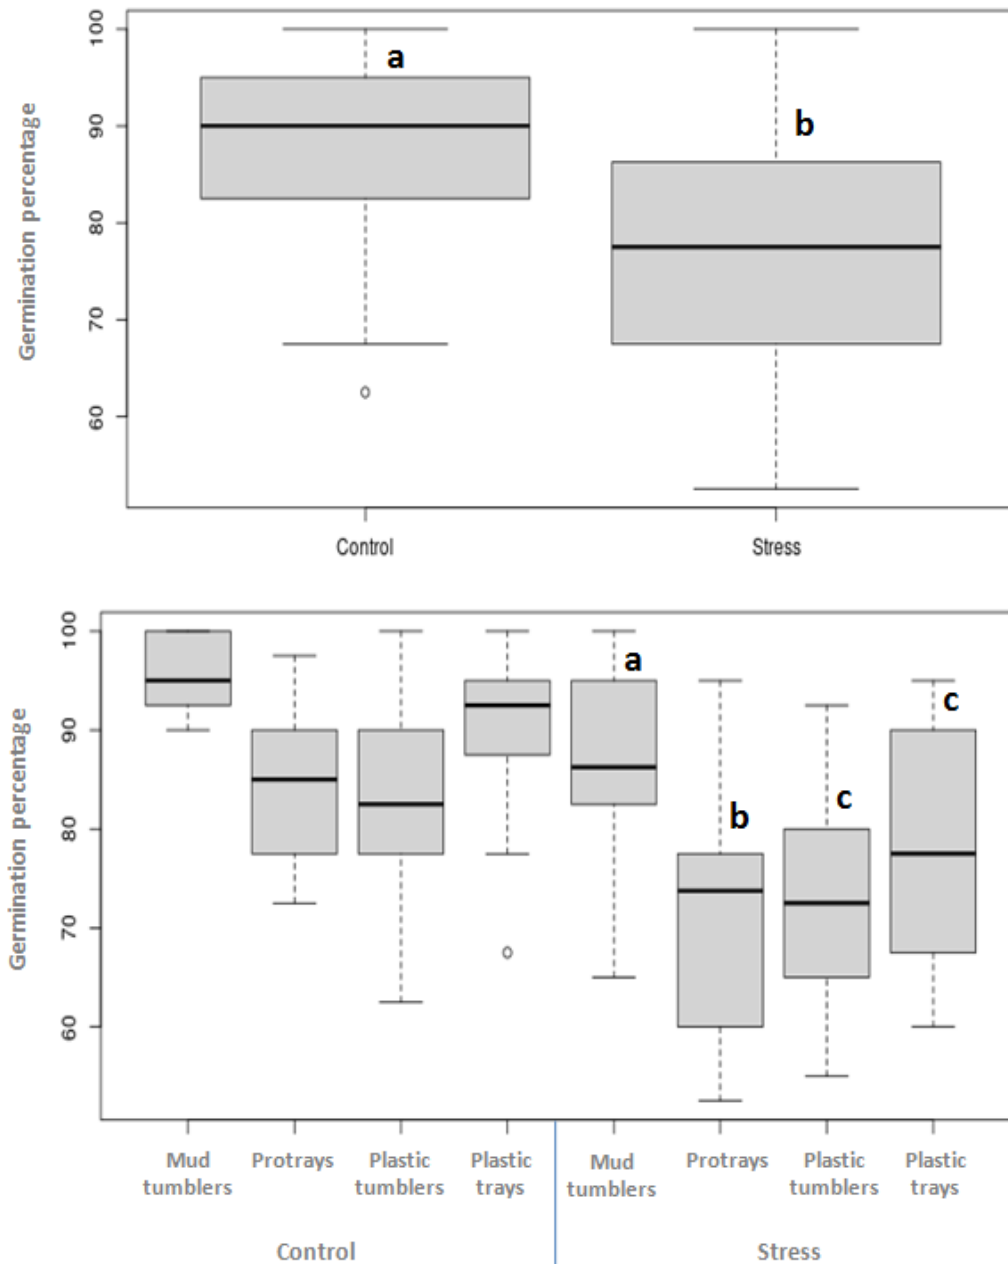 Germination percentage
100
90
80
70
60
a
b
Control
Stress
Germination percentage
100
90
80
70
60
a
b
c
c
Mud
tumblers
Protrays
Plastic
tumblers
Plastic
trays
Mud
tumblers
Protrays
Plastic
tumblers
Plastic
trays
Control
Stress